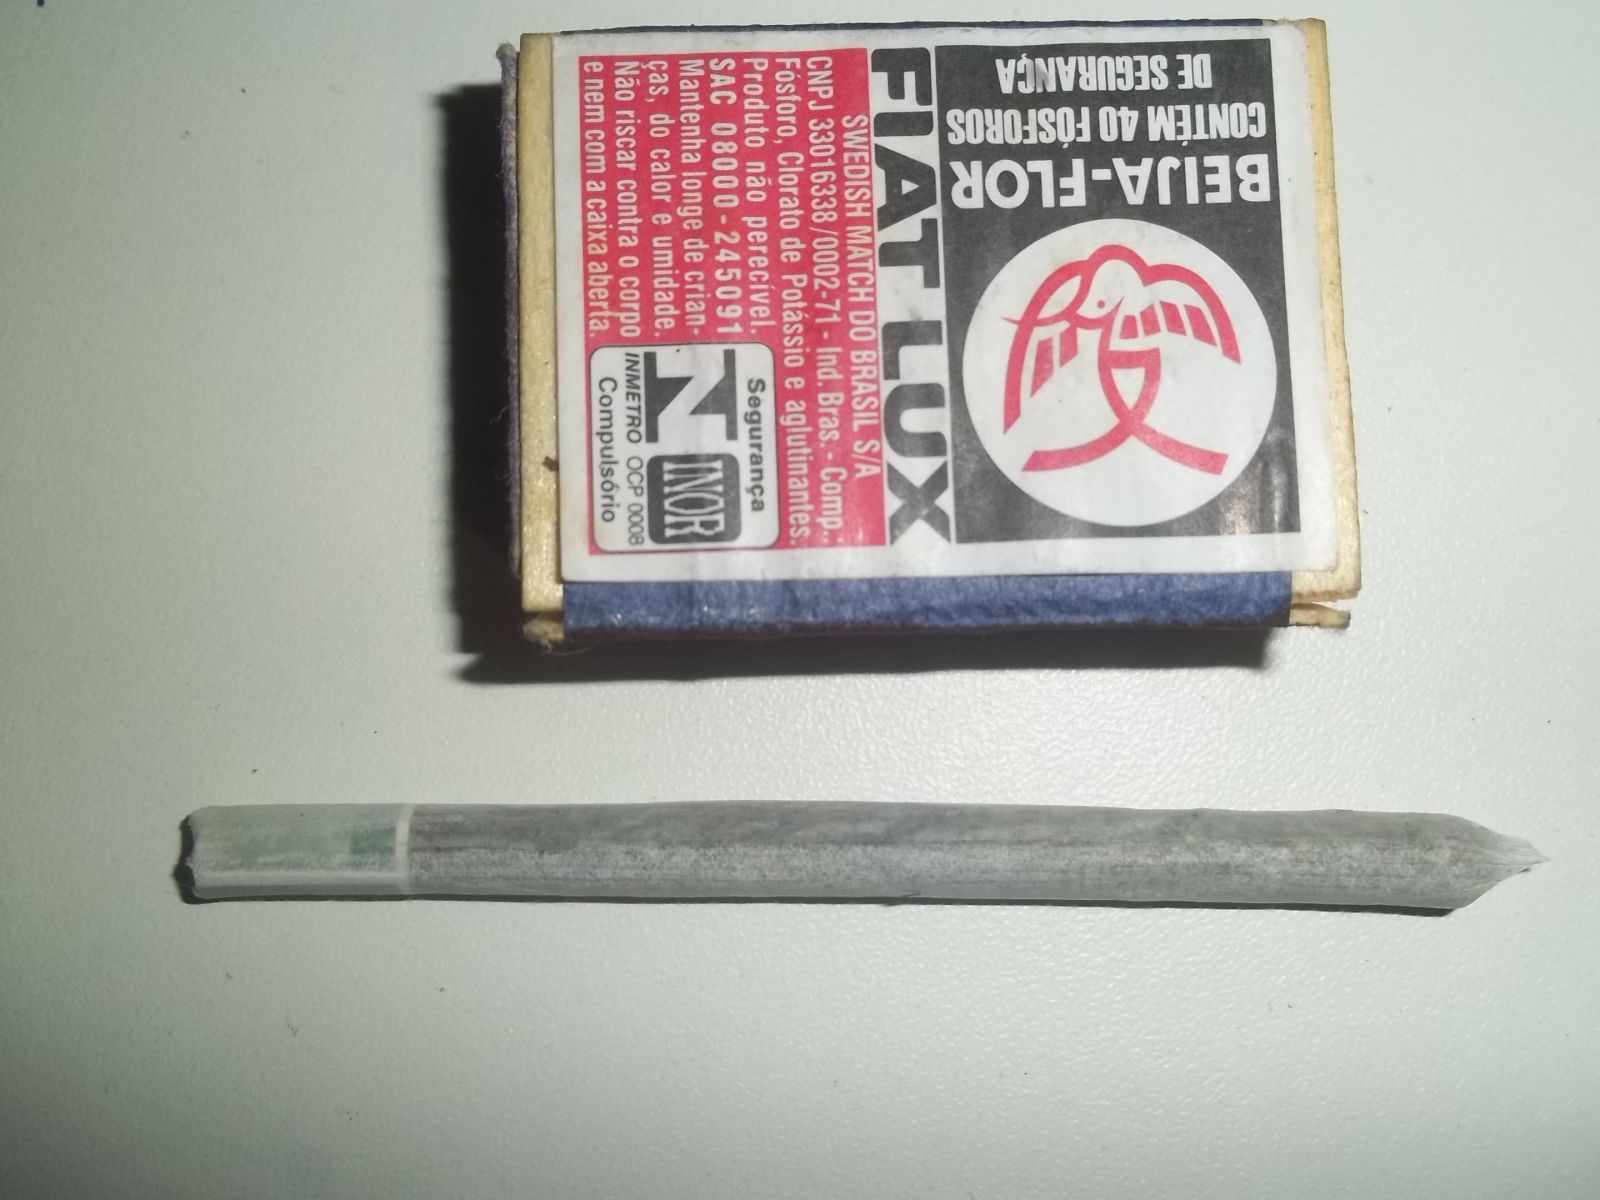 BEIJA-FLOR
CONTÉM 40 FÓSFOROS
DE SEGURANÇA
FIAT LUX
SWEDISH MATCH DO BRASIL S/A
CNPJ 33016338/0002-71 - Ind. Bras. - Comp.:
Fósforo, Clorato de Potássio e aglutinantes.
Produto não perecível.
SAC 08000-245091
Mantenha longe de crian-
ças, do calor e umidade.
Não riscar contra o corpo
e nem com a caixa aberta.
Segurança
INOR
INMETRO OCP 0008
Compulsório